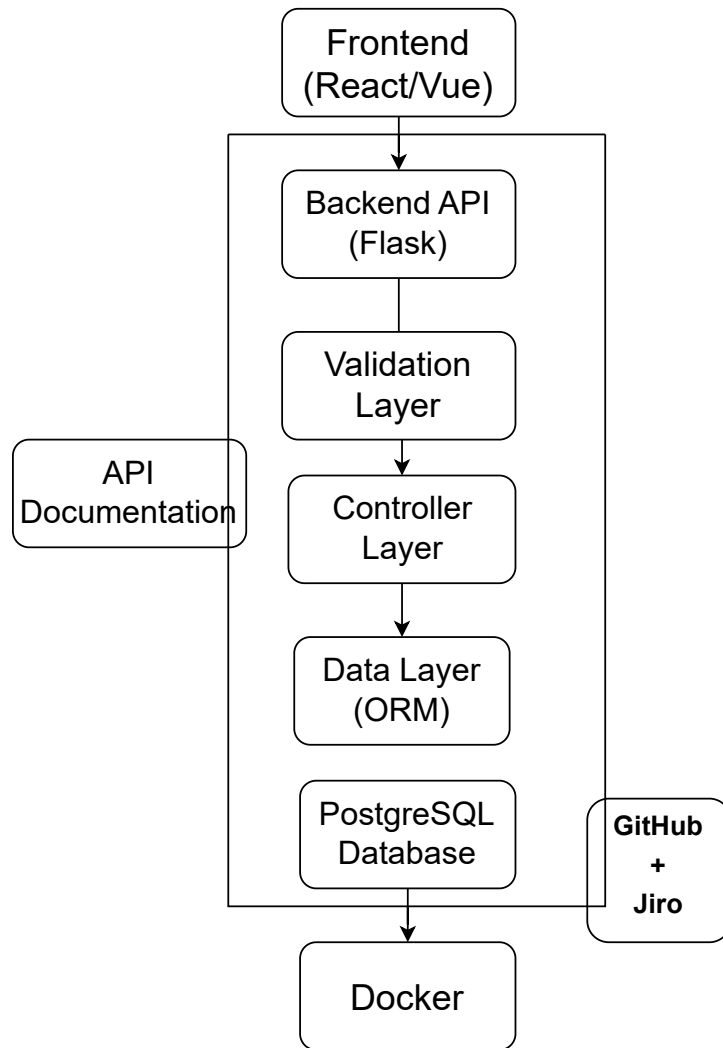 Frontend
(React/Vue)
Backend API
(Flask)
Validation
Layer
API
Documentation
Controller
Layer
Data Layer
(ORM)
PostgreSQL
Database
GitHub
+
Jiro
Docker